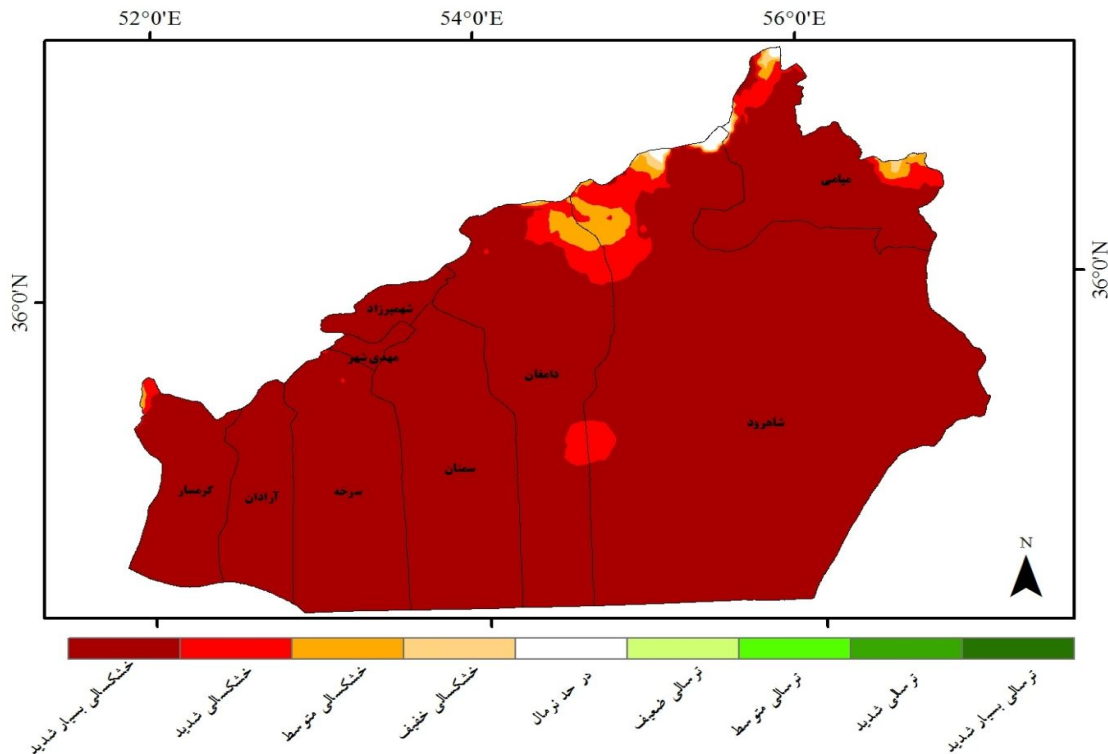 52°0'E 54°0'E 56°0'E
36°0'N
36°0'N
میامی
شهمیرزاد
مهدی شهر
دامغان
شاهرود
سمنان
سرخه
آرادان
گرمسار
N
خشکسالی بسیار شدید
خشکسالی شدید
خشکسالی متوسط
خشکسالی خفیف
در حد نرمال
ترسالی ضعیف
ترسالی متوسط
ترسالی شدید
ترسالی بسیار شدید